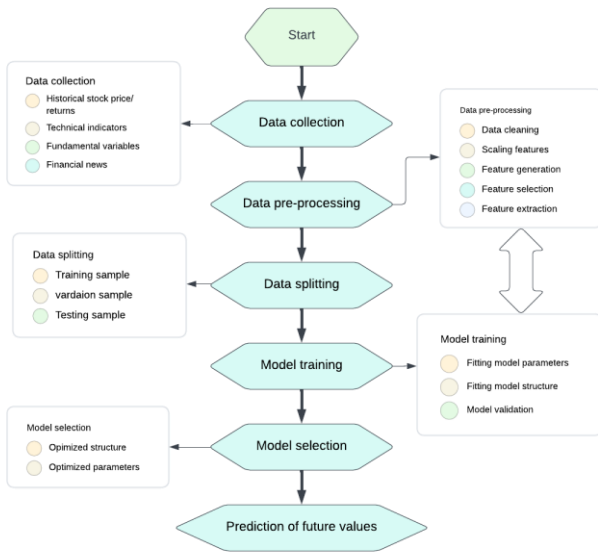 Start
Data collection
Historical stock price/
returns
Technical indicators
Fundamental variables
Financial news
Data collection
Data pre-processing
Data cleaning
Scaling features
Feature generation
Feature selection
Feature extraction
Data pre-processing
Data splitting
Training sample
vardaion sample
Testing sample
Data splitting
Model training
Model training
Fitting model parameters
Fitting model structure
Model validation
Model selection
Opimized structure
Optimized parameters
Model selection
Prediction of future values